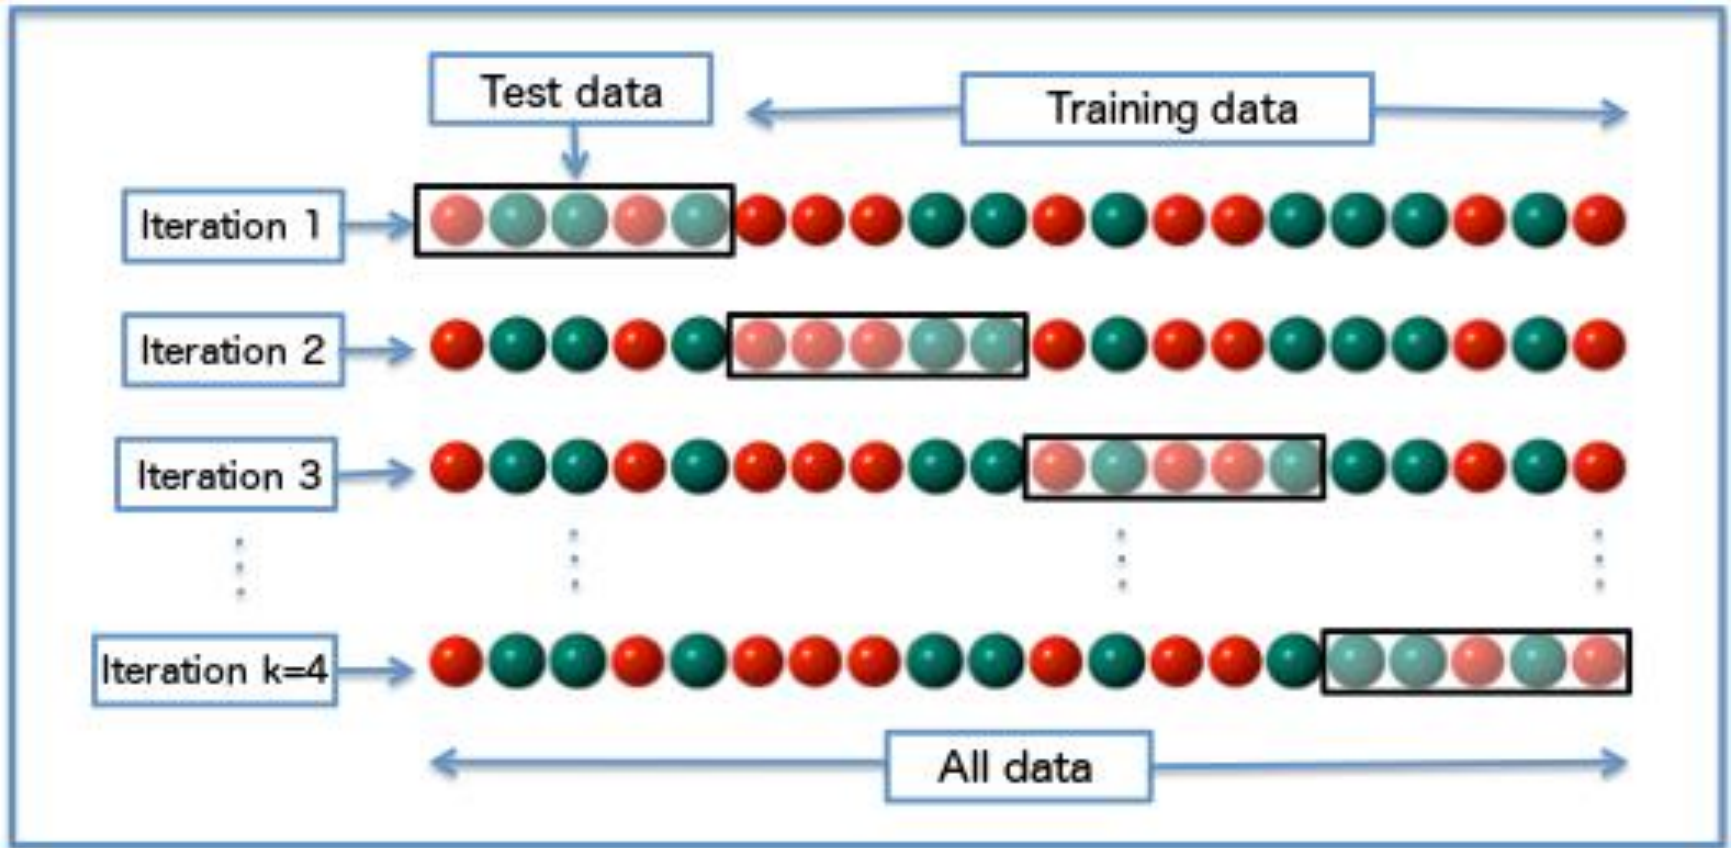 Test data
Training data
Iteration 1
Iteration 2
Iteration 3
Iteration k=4
All data